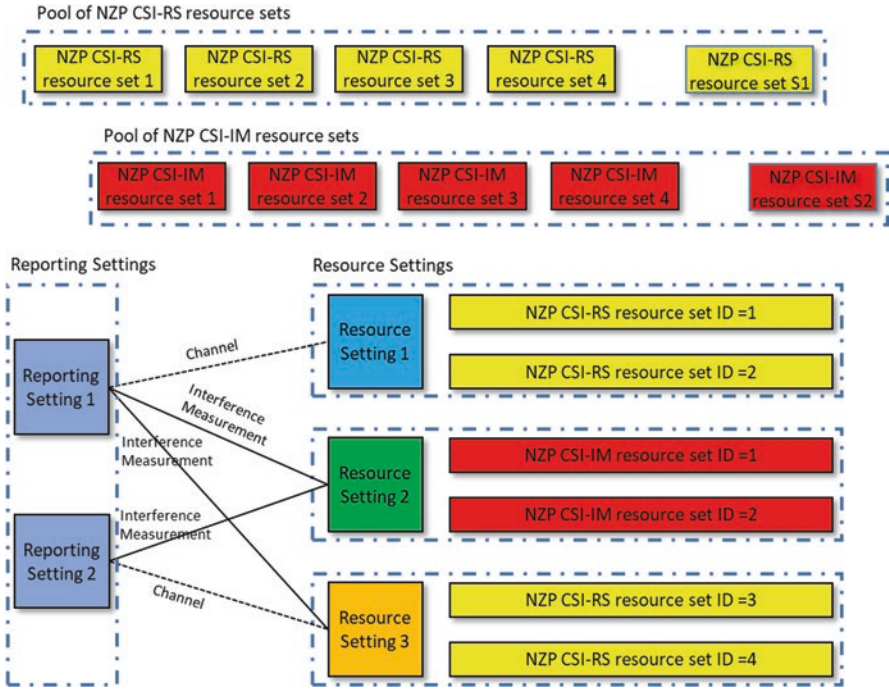 Pool of NZP CSI-RS resource sets
NZP CSI-RS
resource set 1
NZP CSI-RS
resource set 2
NZP CSI-RS
resource set 3
NZP CSI-RS
resource set 4
NZP CSI-RS
resource set S1
Pool of NZP CSI-IM resource sets
NZP CSI-IM
resource set 1
NZP CSI-IM
resource set 2
NZP CSI-IM
resource set 3
NZP CSI-IM
resource set 4
NZP CSI-IM
resource set S2
Reporting Settings
Resource Settings
Reporting
Setting 1
Reporting
Setting 2
Channel
Interference
Measurement
Interference
Measurement
Interference
Measurement
Channel
Resource
Setting 1
NZP CSI-RS resource set ID =1
NZP CSI-RS resource set ID =2
Resource
Setting 2
NZP CSI-IM resource set ID =1
NZP CSI-IM resource set ID =2
Resource
Setting 3
NZP CSI-RS resource set ID =3
NZP CSI-RS resource set ID =4